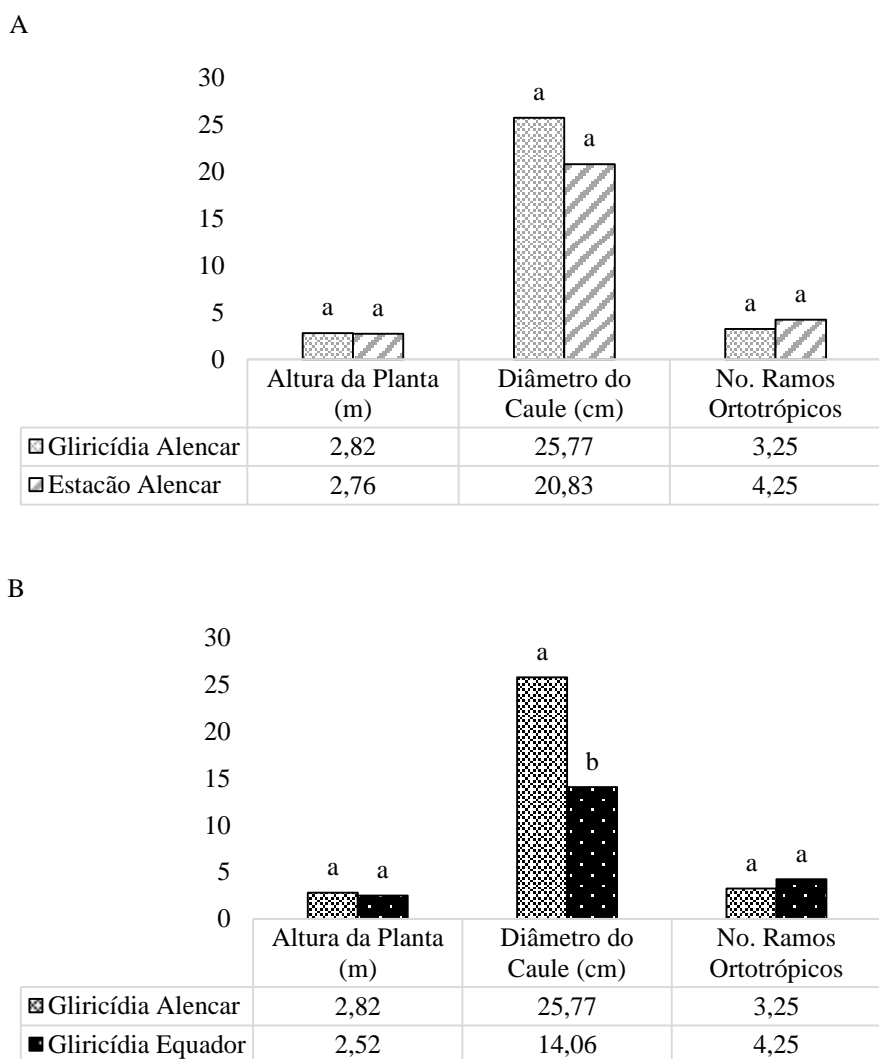 A
30
25
20
15
10
5
0
a
a
a
a
a
a
Altura da Planta
(m)
Diâmetro do
Caule (cm)
No. Ramos
Ortotrópicos
Gliricídia Alencar 2,82 25,77 3,25
Estacão Alencar 2,76 20,83 4,25
B
30
25
20
15
10
5
0
a
a
a
b
a
a
Altura da Planta
(m)
Diâmetro do
Caule (cm)
No. Ramos
Ortotrópicos
Gliricídia Alencar 2,82 25,77 3,25
Gliricídia Equador 2,52 14,06 4,25